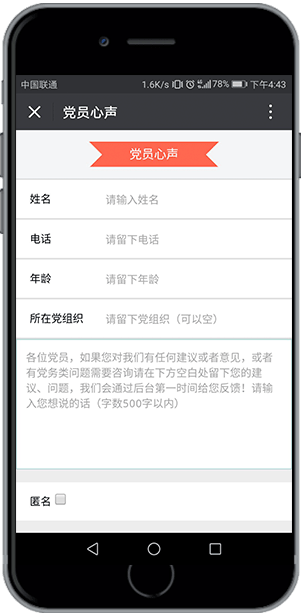 中国联通 1.6K/s 78% 下午4:43
党员心声
党员心声
姓名 请输入姓名
电话 请留下电话
年龄 请留下年龄
所在党组织 请留下党组织（可以空）
各位党员，如果您对我们有任何建议或者意见，或者
有党务类问题需要咨询请在下方空白处留下您的建
议、问题，我们会通过后台第一时间给您反馈！请输
入您想说的话（字数500字以内）
匿名